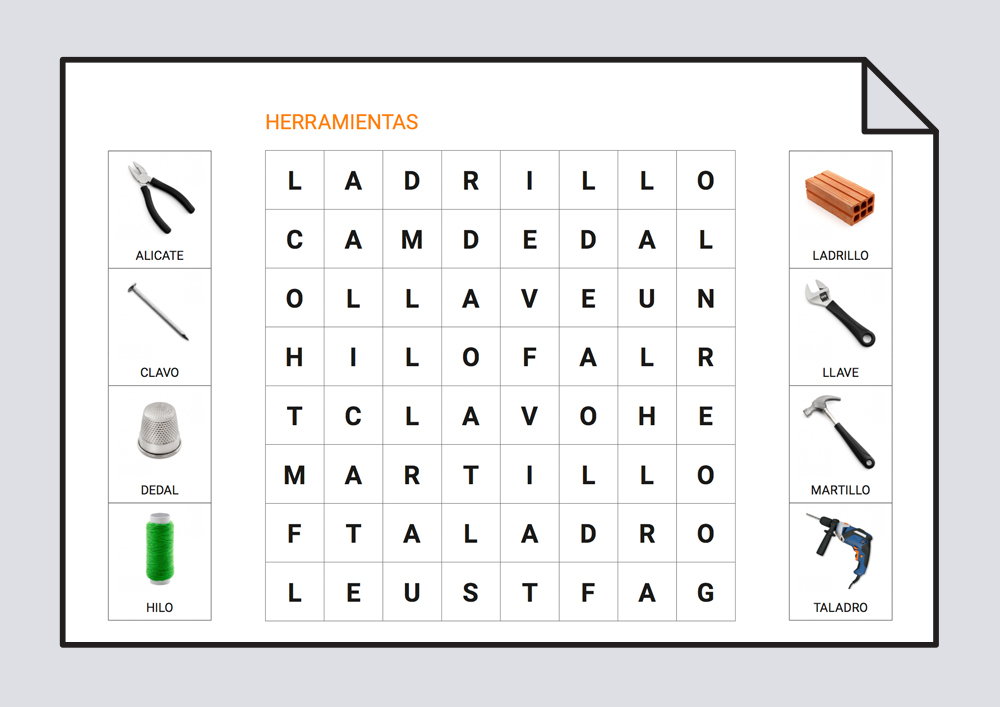 HERRAMIENTAS
ALICATE
CLAVO
DEDAL
HILO
L A D R I L L O
C A M D E D A L
O L L A V E U N
H I L O F A L R
T C L A V O H E
M A R T I L L O
F T A L A D R O
L E U S T F A G
LADRILLO
LLAVE
MARTILLO
TALADRO